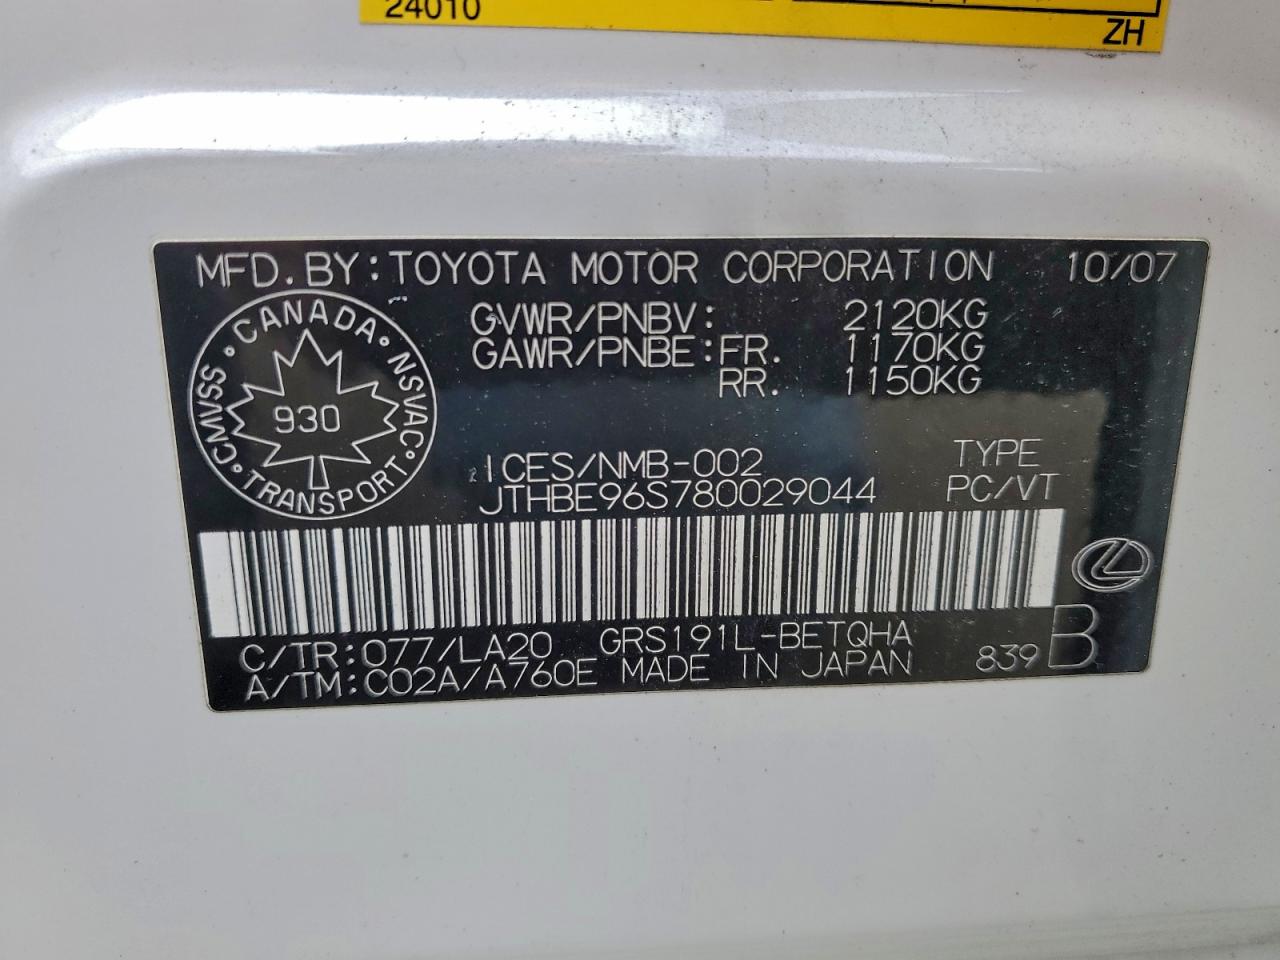 24010
ZH
MFD. BY: TOYOTA MOTOR CORPORATION 10/07
GVWR/PNBV: 2120KG
GAWR/PNBE: FR. 1170KG
RR. 1150KG
CMVSS · CANADA · NSVAC · TRANSPORT ·
930
ICES/NMB-002
JTHBE96S780029044
TYPE
PC/VT
C/TR: 077/LA20 GRS191L-BETQHA
A/TM: C02A/A760E MADE IN JAPAN 839 B